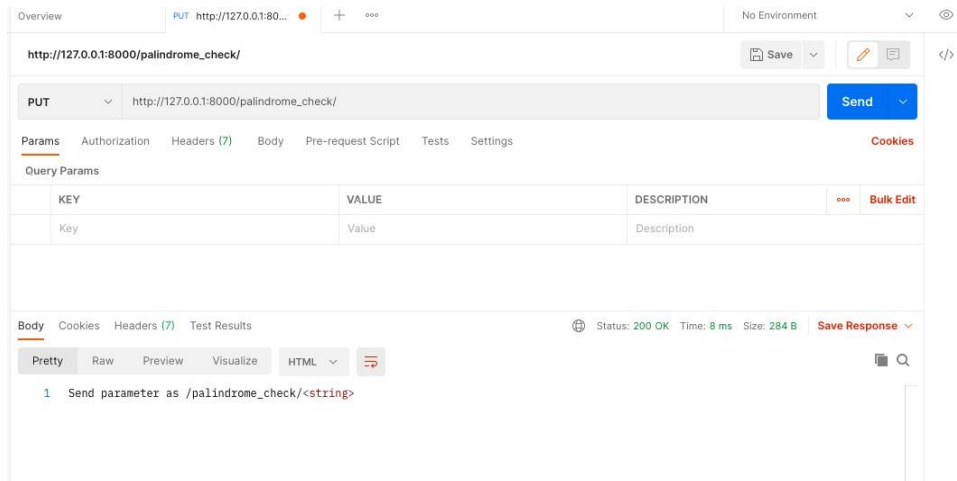 Overview PUT http://127.0.0.1:80... No Environment
http://127.0.0.1:8000/palindrome_check/ Save
PUT http://127.0.0.1:8000/palindrome_check/ Send
Params Authorization Headers (7) Body Pre-request Script Tests Settings Cookies
Query Params
KEY VALUE DESCRIPTION Bulk Edit
Key Value Description
Body Cookies Headers (7) Test Results Status: 200 OK Time: 8 ms Size: 284 B Save Response
Pretty Raw Preview Visualize HTML
1 Send parameter as /palindrome_check/<string>